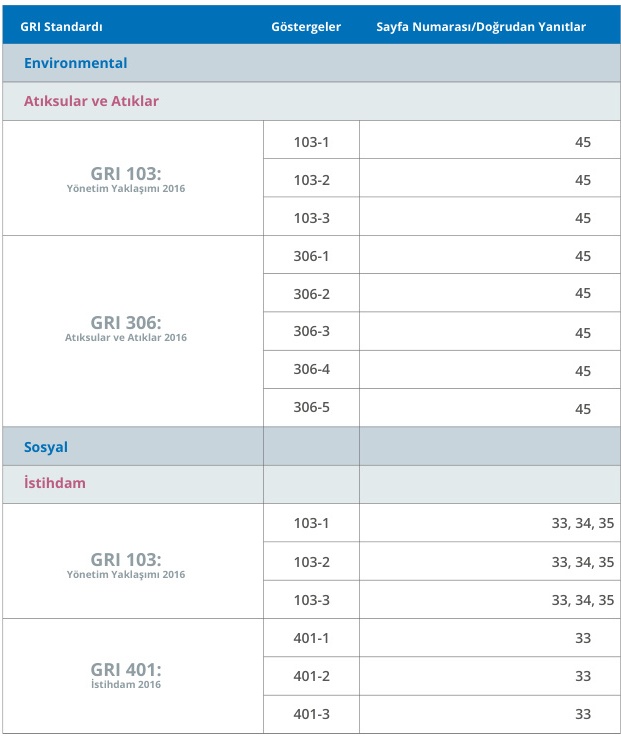 GRI Standardı Göstergeler Sayfa Numarası/Doğrudan Yanıtlar
Environmental
Atıksular ve Atıklar
GRI 103:
Yönetim Yaklaşımı 2016
103-1 45
103-2 45
103-3 45
GRI 306:
Atıksular ve Atıklar 2016
306-1 45
306-2 45
306-3 45
306-4 45
306-5 45
Sosyal
İstihdam
GRI 103:
Yönetim Yaklaşımı 2016
103-1 33, 34, 35
103-2 33, 34, 35
103-3 33, 34, 35
GRI 401:
İstihdam 2016
401-1 33
401-2 33
401-3 33